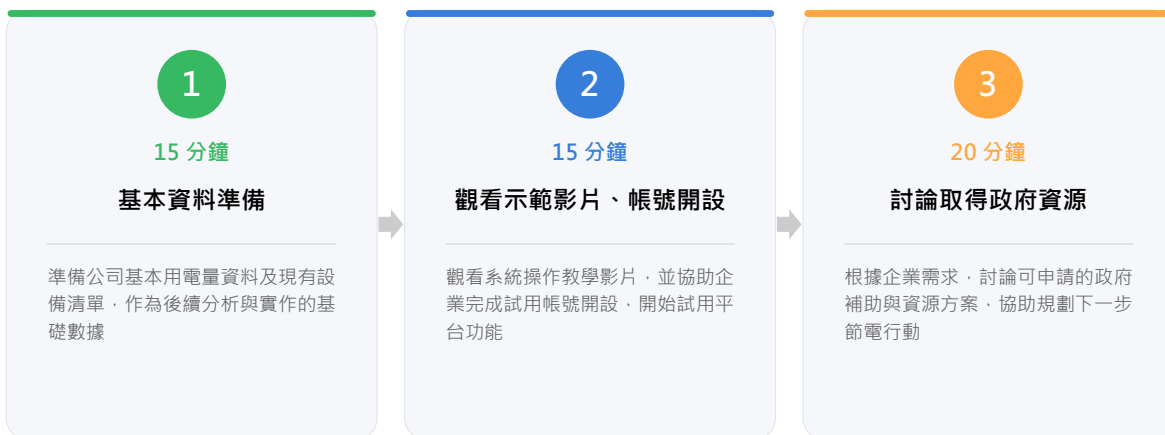 1
15 分鐘
基本資料準備
準備公司基本用電量資料及現有設
備清單，作為後續分析與實作的基
礎數據
2
15 分鐘
觀看示範影片、帳號開設
觀看系統操作教學影片，並協助企
業完成試用帳號開設，開始試用平
台功能
3
20 分鐘
討論取得政府資源
根據企業需求，討論可申請的政府
補助與資源方案，協助規劃下一步
節電行動